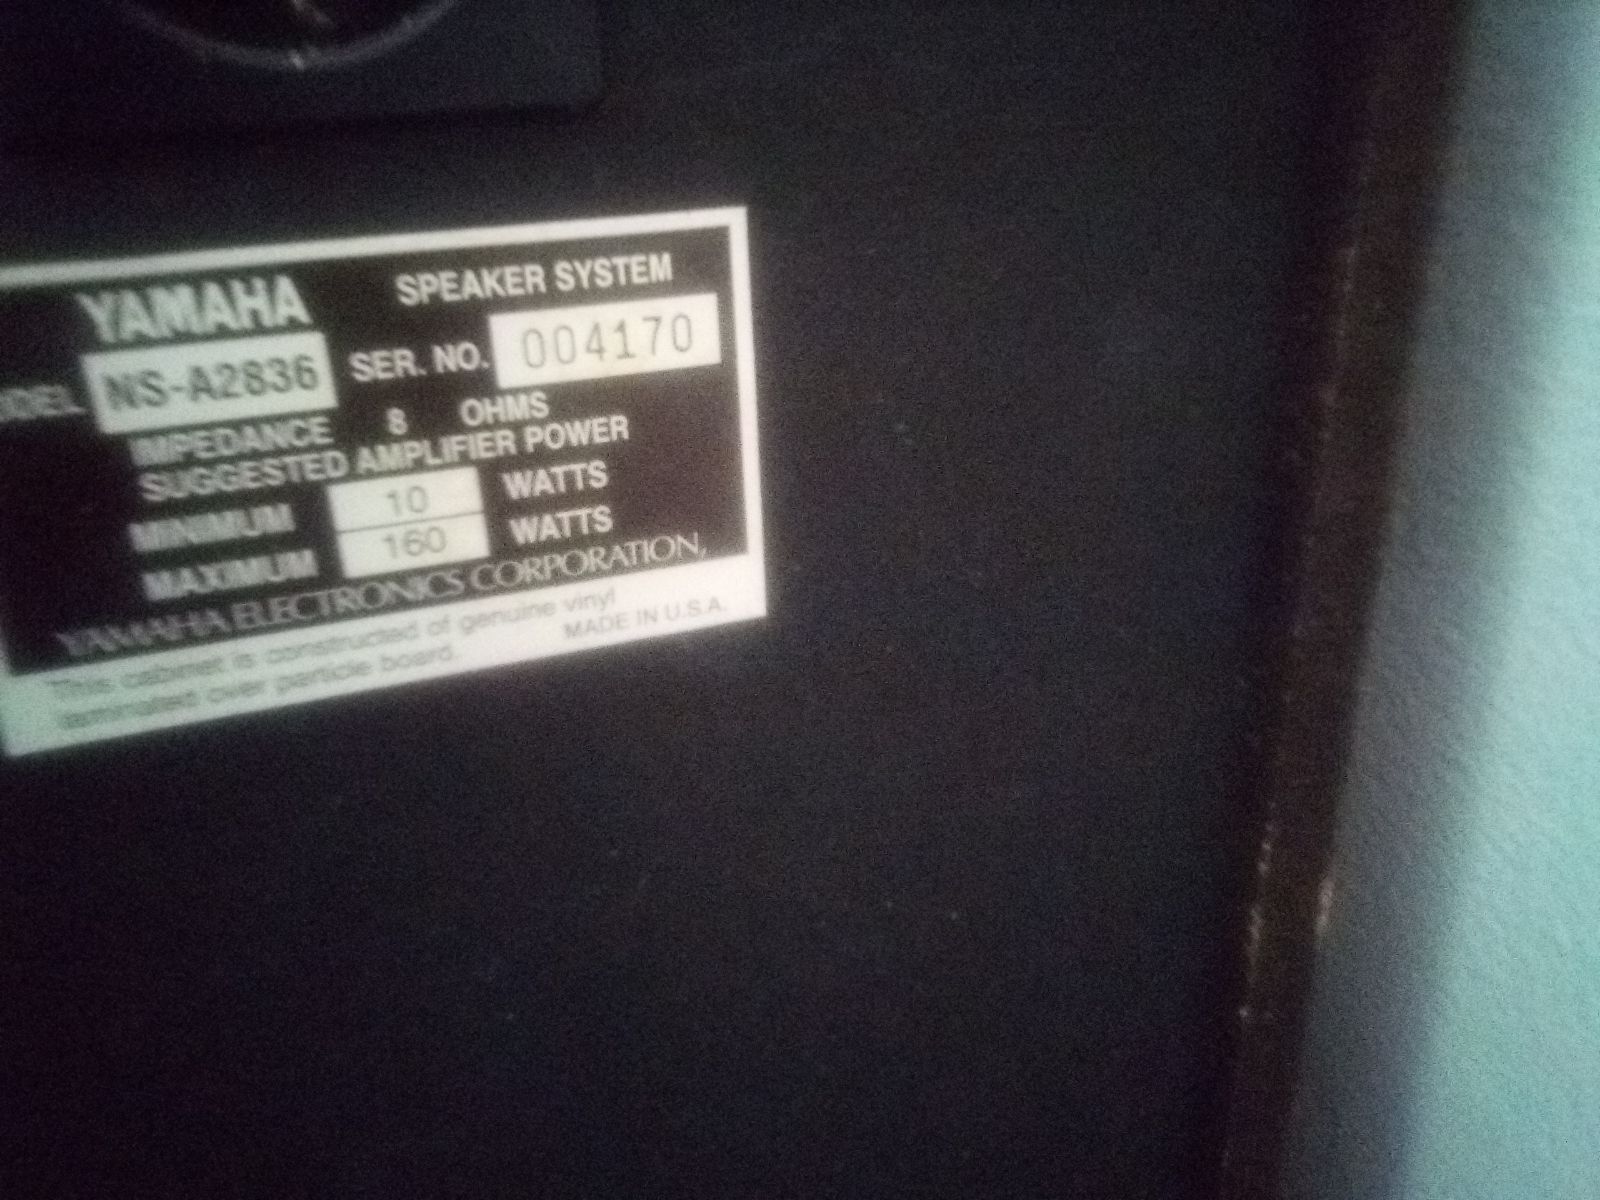 YAMAHA SPEAKER SYSTEM
MODEL NS-A2836 SER. NO. 004170
IMPEDANCE 8 OHMS
SUGGESTED AMPLIFIER POWER
MINIMUM 10 WATTS
MAXIMUM 160 WATTS
YAMAHA ELECTRONICS CORPORATION,
This cabinet is constructed of genuine vinyl
laminated over particle board.
MADE IN U.S.A.